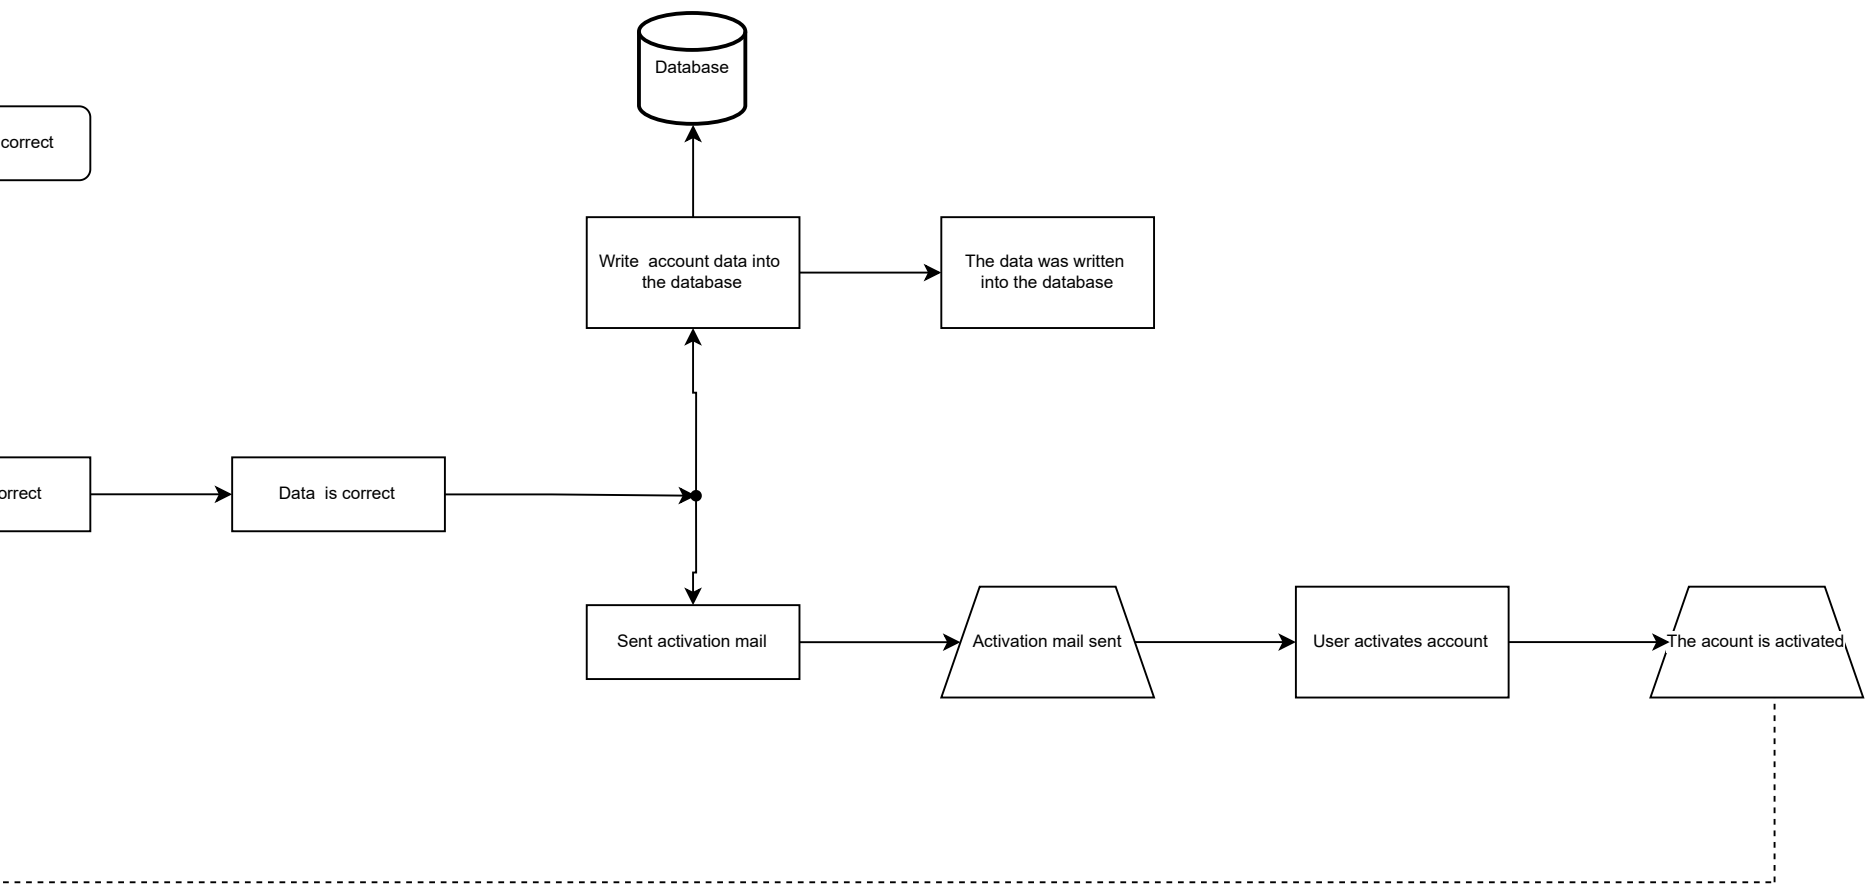 Database
correct
Write  account data into
the database
The data was written
into the database
orrect
Data  is correct
Sent activation mail
Activation mail sent
User activates account
The acount is activated